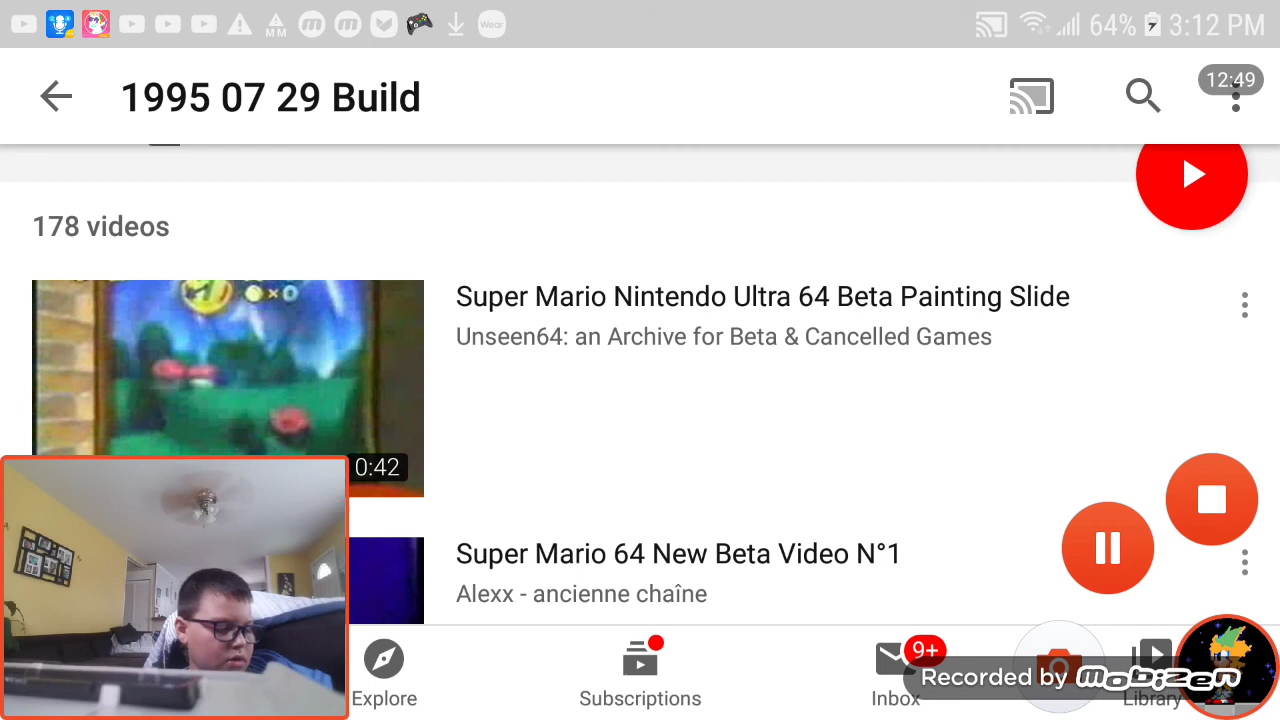 Wear 64% 3:12 PM
1995 07 29 Build
12:49
178 videos
Super Mario Nintendo Ultra 64 Beta Painting Slide
Unseen64: an Archive for Beta & Cancelled Games
0:42
Super Mario 64 New Beta Video N°1
Alexx - ancienne chaîne
9+
Explore
Subscriptions
Inbox
Library
Recorded by mobizen
MM